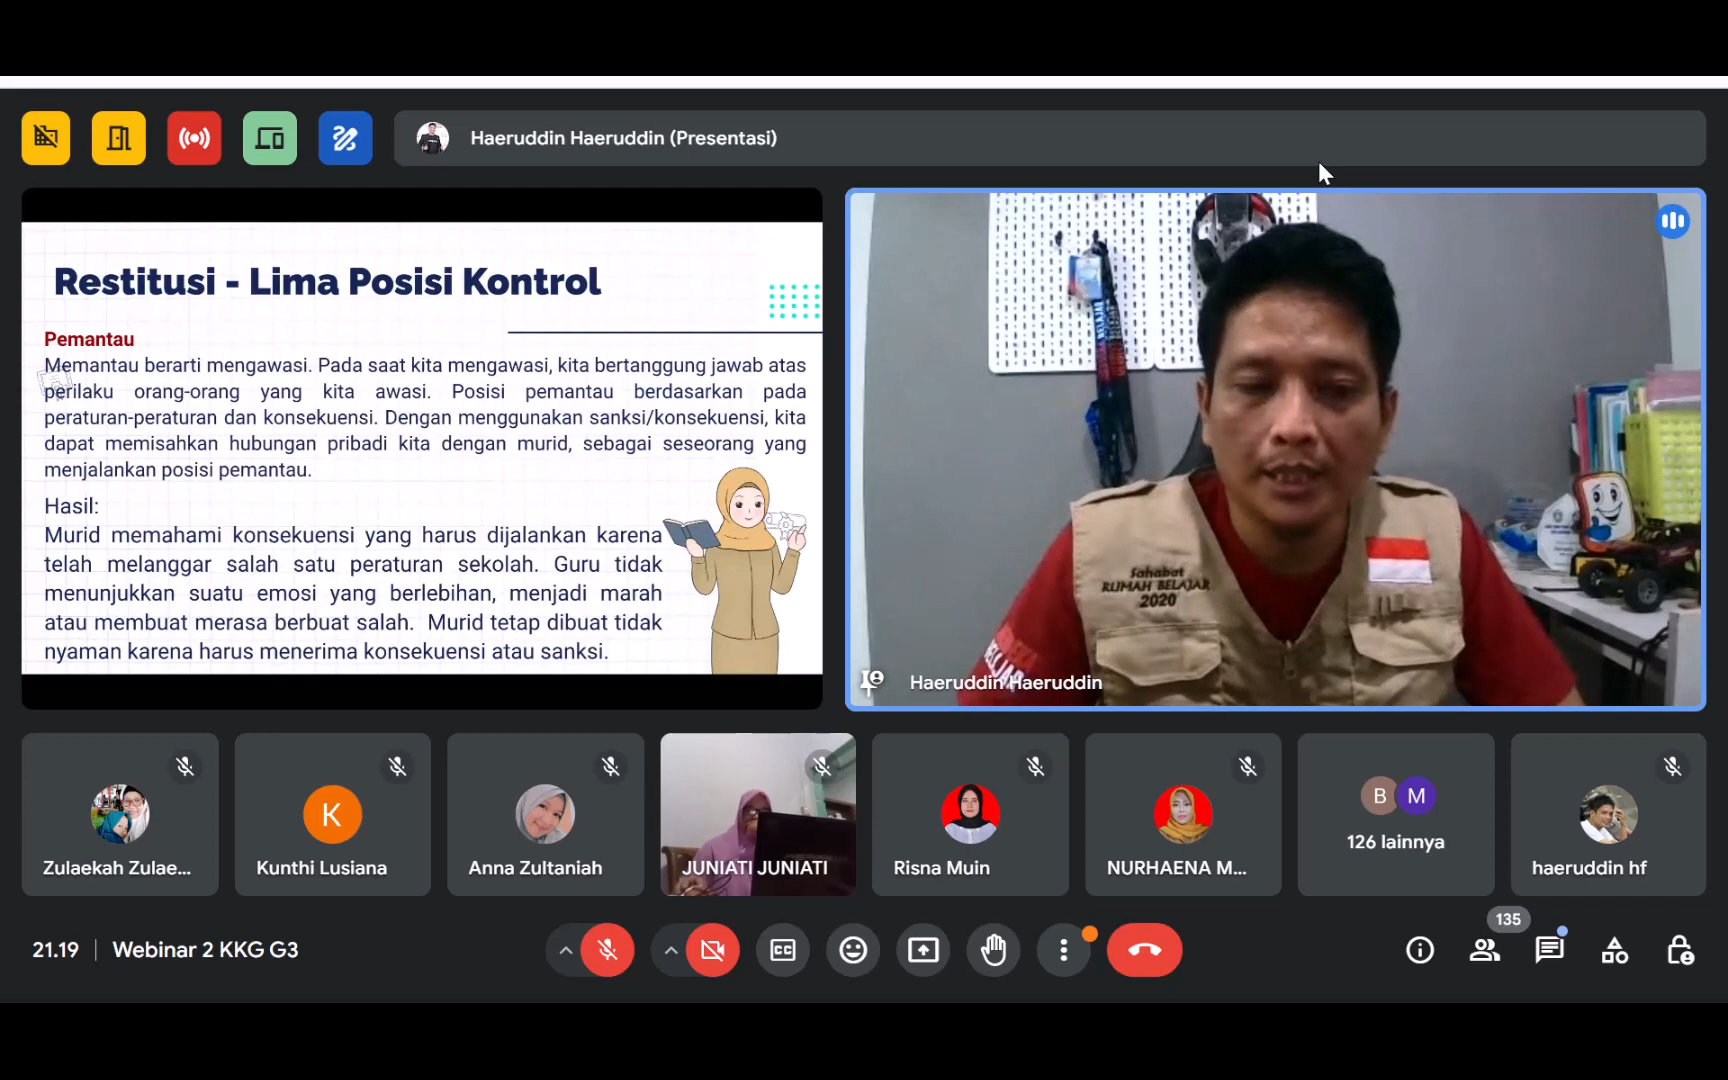 Haeruddin Haeruddin (Presentasi)
Restitusi - Lima Posisi Kontrol
Pemantau
Memantau berarti mengawasi. Pada saat kita mengawasi, kita bertanggung jawab atas
perilaku orang-orang yang kita awasi. Posisi pemantau berdasarkan pada
peraturan-peraturan dan konsekuensi. Dengan menggunakan sanksi/konsekuensi, kita
dapat memisahkan hubungan pribadi kita dengan murid, sebagai seseorang yang
menjalankan posisi pemantau.
Hasil:
Murid memahami konsekuensi yang harus dijalankan karena
telah melanggar salah satu peraturan sekolah. Guru tidak
menunjukkan suatu emosi yang berlebihan, menjadi marah
atau membuat merasa berbuat salah. Murid tetap dibuat tidak
nyaman karena harus menerima konsekuensi atau sanksi.
Sahabat
RUMAH BELAJAR
2020
Haeruddin Haeruddin
Zulaekah Zulae...
K
Kunthi Lusiana
Anna Zultaniah
JUNIATI JUNIATI
Risna Muin
NURHAENA M...
B M
126 lainnya
haeruddin hf
21.19 | Webinar 2 KKG G3
CC
135